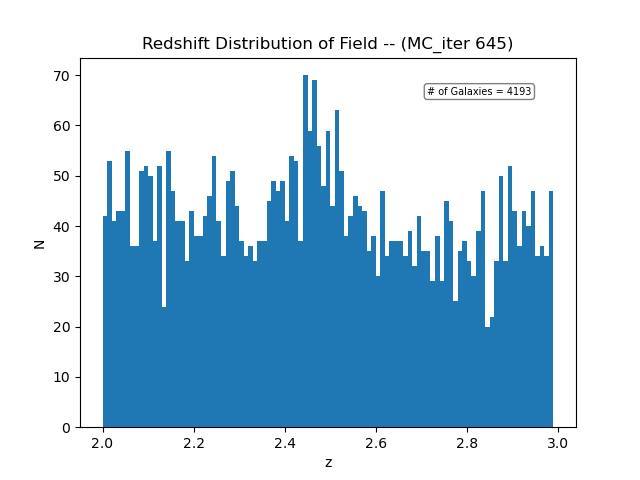 Redshift Distribution of Field -- (MC_iter 645)
# of Galaxies = 4193
70
60
50
40
30
20
10
0
N
2.0 2.2 2.4 2.6 2.8 3.0
z